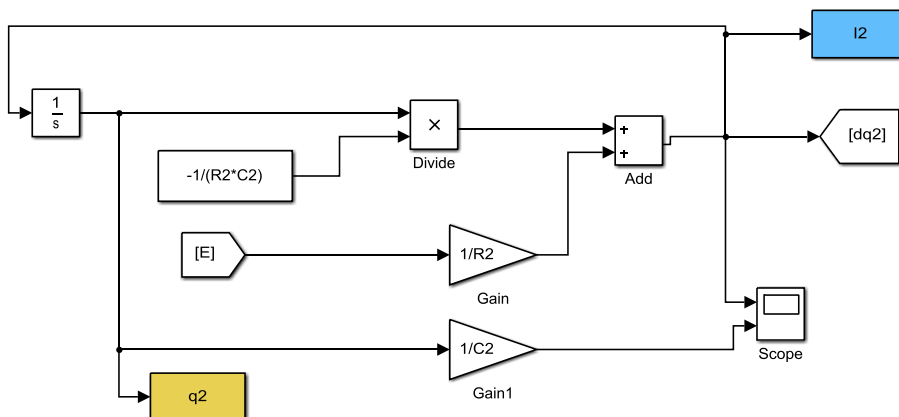 I2
1
s
×
Divide
+
+
Add
[dq2]
-1/(R2*C2)
[E]
1/R2
Gain
1/C2
Gain1
Scope
q2